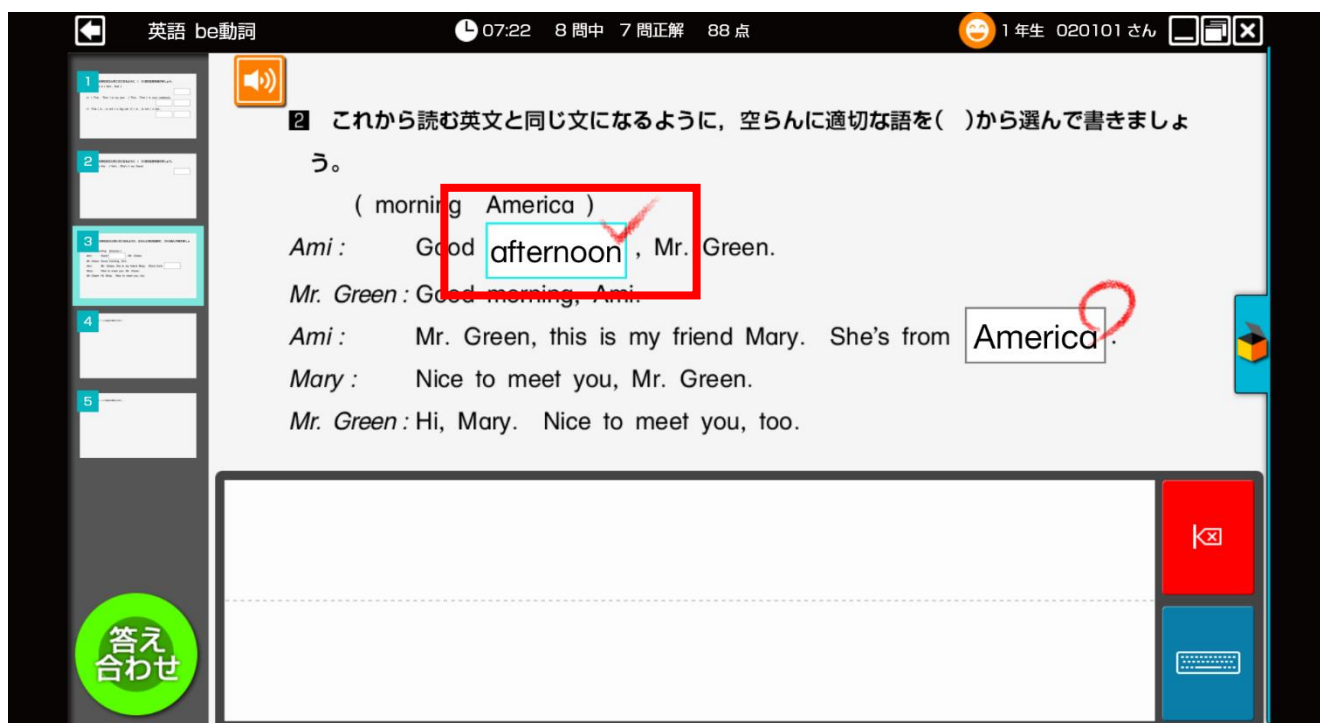 英語 be動詞 07:22 8問中 7問正解 88点 1年生 020101さん
1
2
3
4
5
2 これから読む英文と同じ文になるように，空らんに適切な語を( )から選んで書きましょ
う。
( morning America )
Ami : Good afternoon , Mr. Green.
Mr. Green : Good morning, Ami.
Ami : Mr. Green, this is my friend Mary. She's from America .
Mary : Nice to meet you, Mr. Green.
Mr. Green : Hi, Mary. Nice to meet you, too.
答え
合わせ